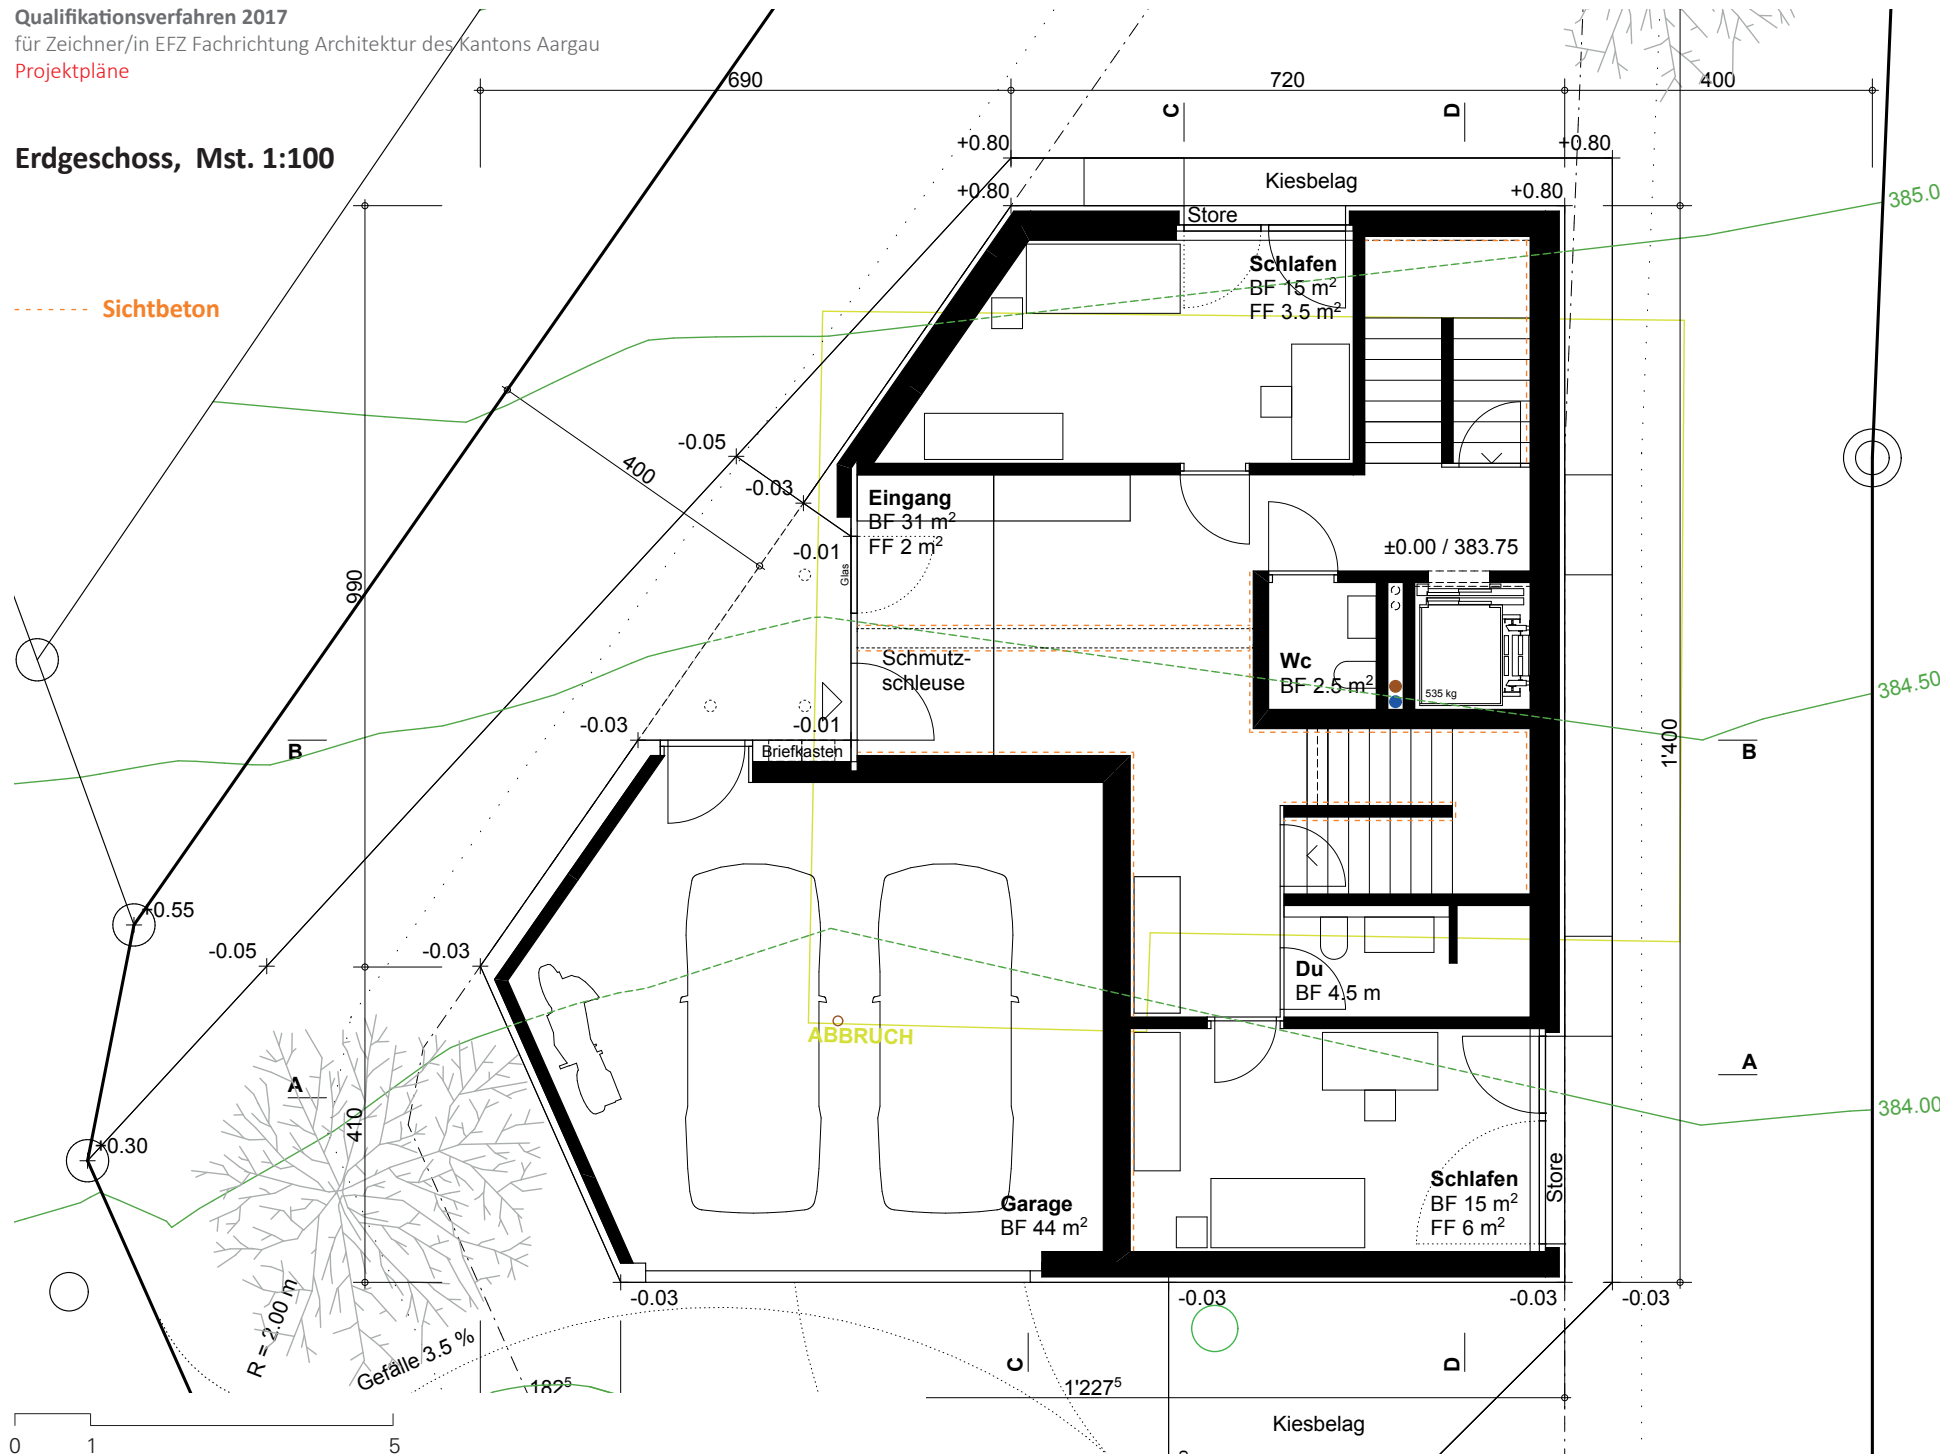 Qualifikationsverfahren 2017
für Zeichner/in EFZ Fachrichtung Architektur des Kantons Aargau
Projektpläne
Erdgeschoss, Mst. 1:100
Sichtbeton
690
720
400
C
D
+0.80
+0.80
Kiesbelag
+0.80
+0.80
Store
385.0
Schlafen
BF 15 m²
FF 3.5 m²
-0.05
400
-0.03
Eingang
BF 31 m²
FF 2 m²
-0.01
Glas
±0.00 / 383.75
990
Schmutz-
schleuse
Wc
BF 2.5 m²
535 kg
384.50
-0.03
-0.01
Briefkasten
B
B
1'400
+0.55
-0.05
-0.03
Du
BF 4.5 m
ABBRUCH
A
A
410
384.00
+0.30
Garage
BF 44 m²
Schlafen
BF 15 m²
FF 6 m²
Store
-0.03
-0.03
-0.03
-0.03
R = 2.00 m
Gefälle 3.5 %
C
D
182⁵
1'227⁵
Kiesbelag
0
1
5